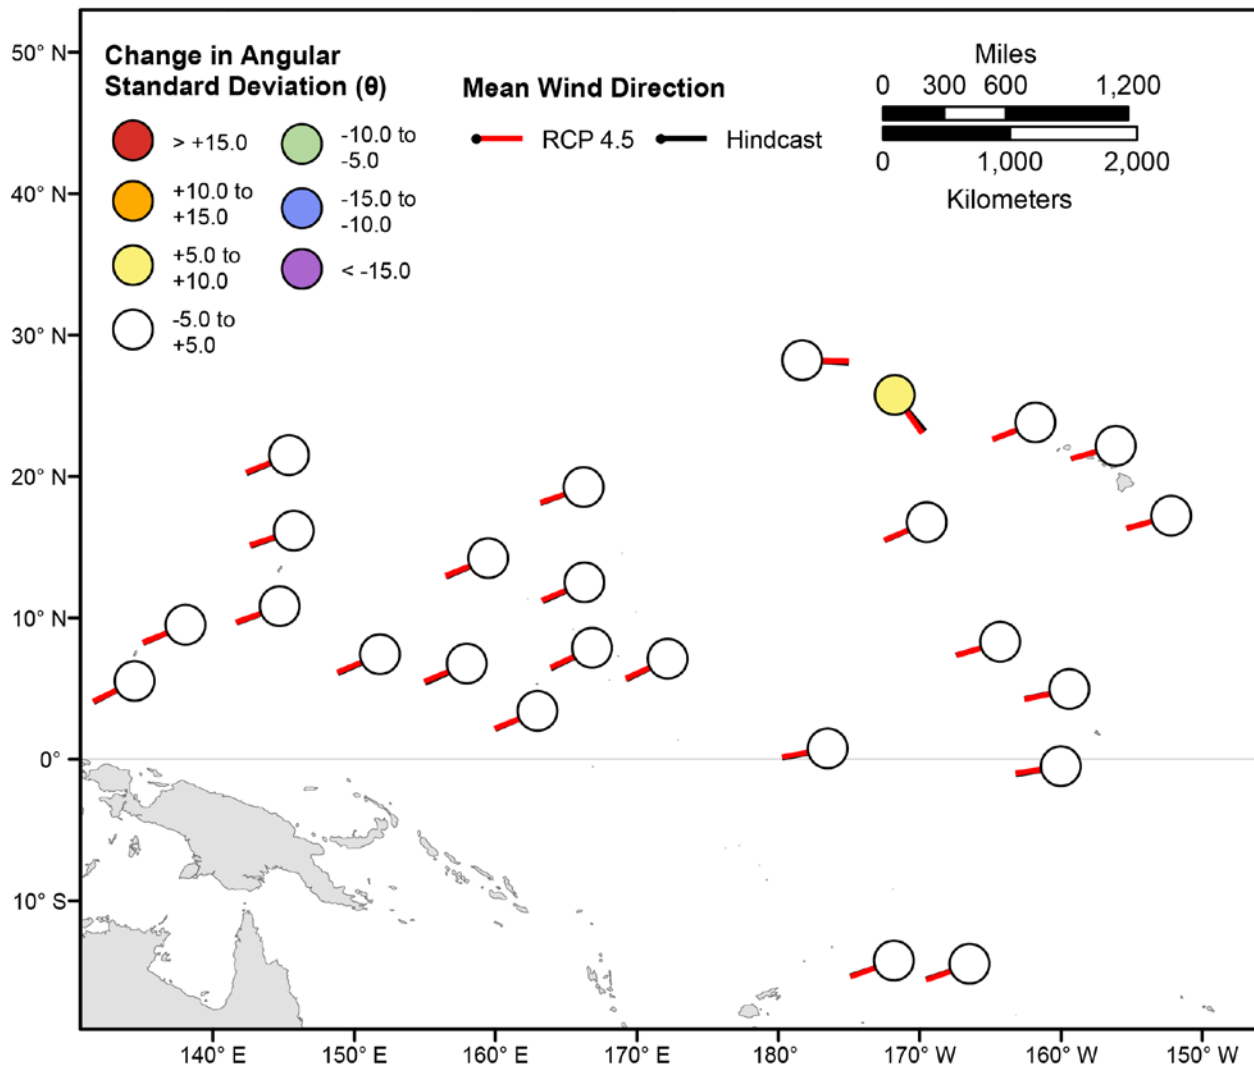 Change in Angular
Standard Deviation (θ)
> +15.0
+10.0 to
+15.0
+5.0 to
+10.0
-5.0 to
+5.0
-10.0 to
-5.0
-15.0 to
-10.0
< -15.0
Mean Wind Direction
RCP 4.5 Hindcast
Miles
0 300 600 1,200
0 1,000 2,000
Kilometers
50° N
40° N
30° N
20° N
10° N
0°
10° S
140° E 150° E 160° E 170° E 180° 170° W 160° W 150° W